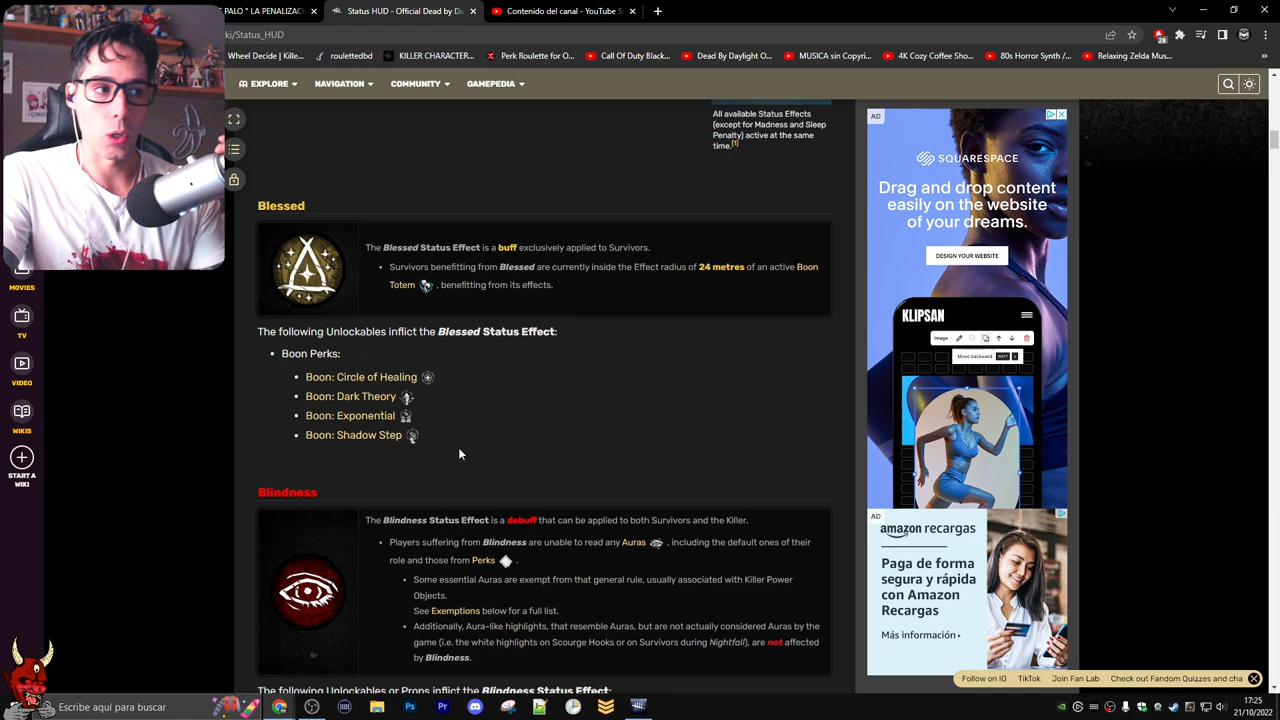 PALO " LA PENALIZAC
Status HUD - Official Dead by Da
The Unluckables - YouTube S
ki/Status_HUD
28
Wheel Decide | Kille...
roulettedbd
KILLER CHARACTER...
Perk Roulette for O...
Call Of Duty Black...
Dead By Daylight O...
MUSICA sin Copyri...
4K Cozy Coffee Sh...
80s Horror Synth /...
Relaxing Zelda Mus...
EXPLORE
NAVIGATION
COMMUNITY
GAMEPEDIA
All available Status Effects
(except for Madness and Sleep
Penalty) active at the same
time.[1]
Blessed
The Blessed Status Effect is a buff exclusively applied to Survivors.
Survivors benefitting from Blessed are currently inside the Effect radius of 24 metres of an active Boon
Totem , benefitting from its effects.
The following Unlockables inflict the Blessed Status Effect:
Boon Perks:
Boon: Circle of Healing
Boon: Dark Theory
Boon: Exponential
Boon: Shadow Step
Blindness
The Blindness Status Effect is a debuff that can be applied to both Survivors and the Killer.
Players suffering from Blindness are unable to read any Auras , including the default ones of their
role and those from Perks .
Some essential Auras are exempt from that general rule, usually associated with Killer Power
Objects.
See Exemptions below for a full list.
Additionally, Aura-like highlights, that resemble Auras, but are not actually considered Auras by the
game (i.e. the white highlights on Scourge Hooks or on Survivors during Nightfall), are not affected
by Blindness.
The following Unlockables or Props inflict the Blindness Status Effect:
MOVIES
TV
VIDEO
WIKIS
START A
WIKI
AD
SQUARESPACE
Drag and drop content
easily on the website
of your dreams.
DESIGN YOUR WEBSITE
KLIPSAN
Image
Move backward
AD
amazon recargas
Paga de forma
segura y rápida
con Amazon
Recargas
Más información
Follow on IG
TikTok
Join Fan Lab
Check out Fandom Quizzes and cha
Escribe aquí para buscar
17:25
21/10/2022